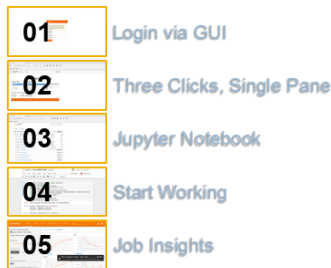 01 Login via GUI
02 Three Clicks, Single Pane
03 Jupyter Notebook
04 Start Working
05 Job Insights